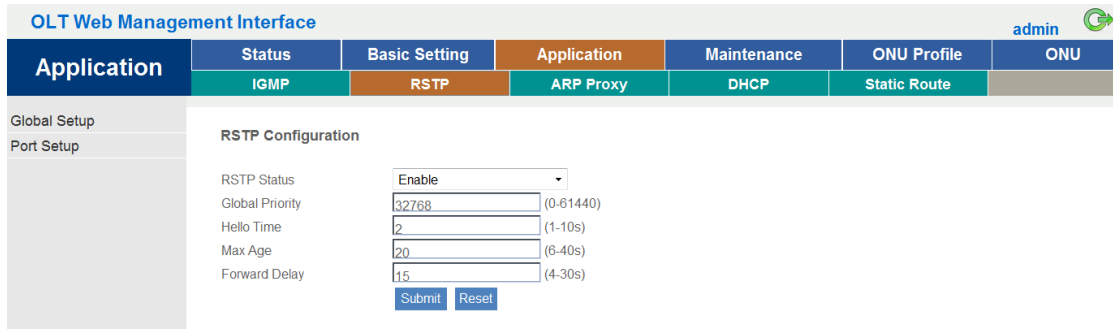 OLT Web Management Interface
admin
Application
Status Basic Setting Application Maintenance ONU Profile ONU
IGMP RSTP ARP Proxy DHCP Static Route
Global Setup
Port Setup
RSTP Configuration
RSTP Status Enable
Global Priority 32768 (0-61440)
Hello Time 2 (1-10s)
Max Age 20 (6-40s)
Forward Delay 15 (4-30s)
Submit Reset